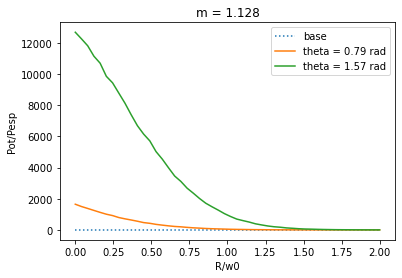 m = 1.128
base
theta = 0.79 rad
theta = 1.57 rad
Pot/Pesp
12000
10000
8000
6000
4000
2000
0
0.00 0.25 0.50 0.75 1.00 1.25 1.50 1.75 2.00
R/w0